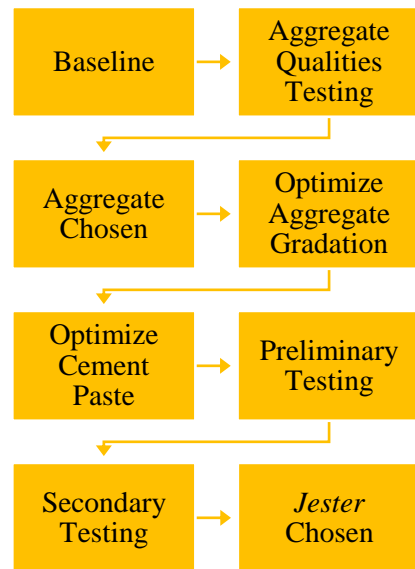 Baseline
Aggregate
Qualities
Testing
Aggregate
Chosen
Optimize
Aggregate
Gradation
Optimize
Cement
Paste
Preliminary
Testing
Secondary
Testing
Jester
Chosen